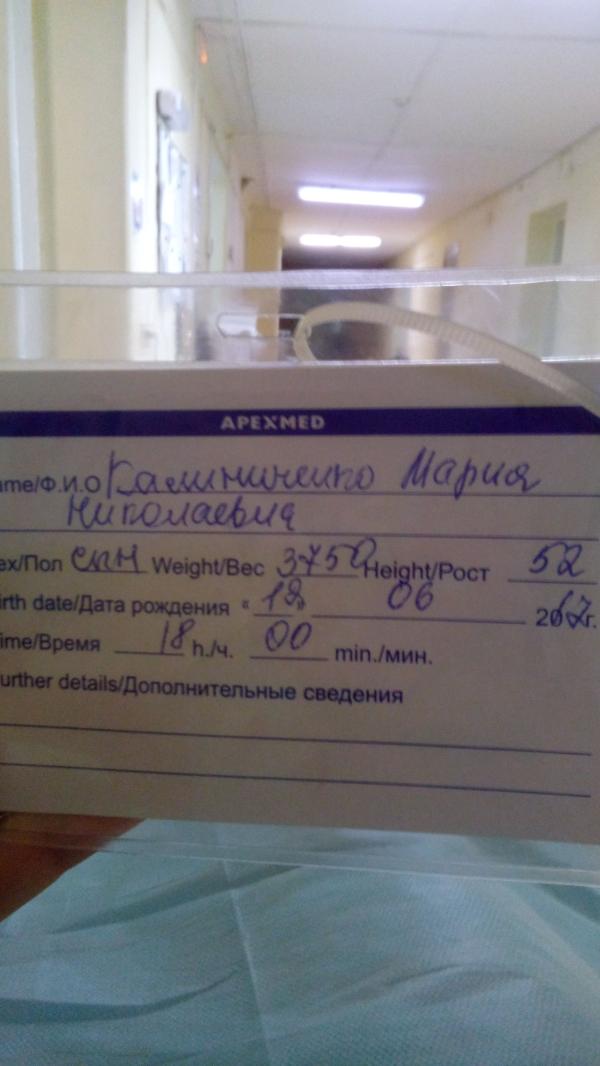 APEXMED
ame/Ф.И.О Калиниченко Мария
Николаевна
ex/Пол сын Weight/Вес 3750 Height/Рост 52
irth date/Дата рождения « 18» 06 г.
ime/Время 18 h./ч. 00 min./мин.
urther details/Дополнительные сведения